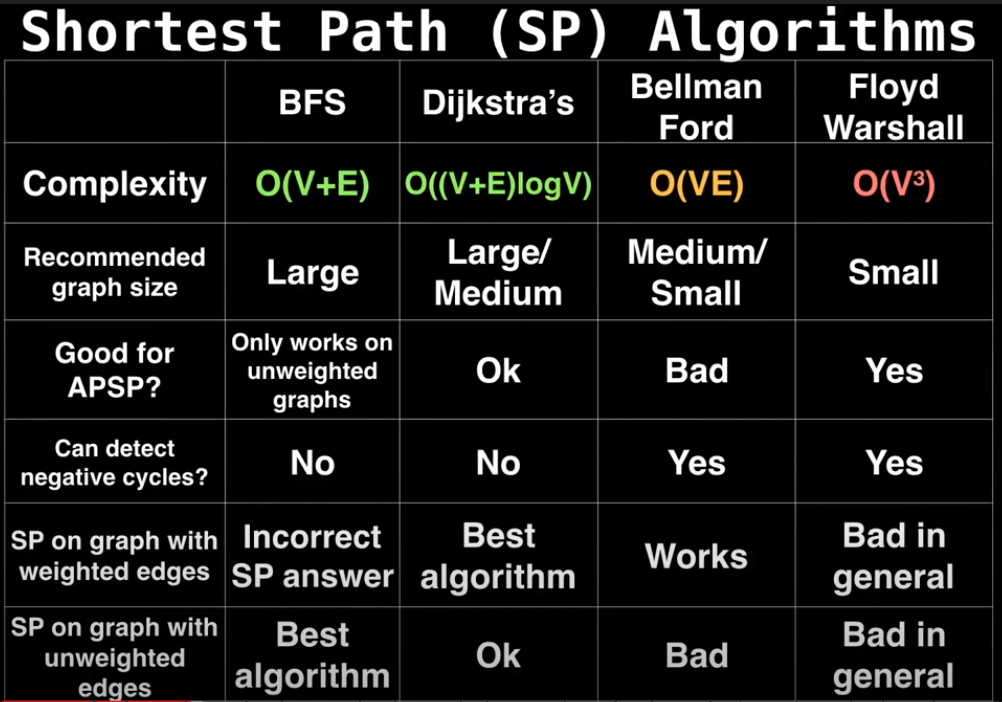 Shortest Path (SP) Algorithms
BFS
Dijkstra’s
Bellman
Ford
Floyd
Warshall
Complexity
O(V+E)
O((V+E)logV)
O(VE)
O(V³)
Recommended
graph size
Large
Large/
Medium
Medium/
Small
Small
Good for
APSP?
Only works on
unweighted
graphs
Ok
Bad
Yes
Can detect
negative cycles?
No
No
Yes
Yes
SP on graph with
weighted edges
Incorrect
SP answer
Best
algorithm
Works
Bad in
general
SP on graph with
unweighted
edges
Best
algorithm
Ok
Bad
Bad in
general